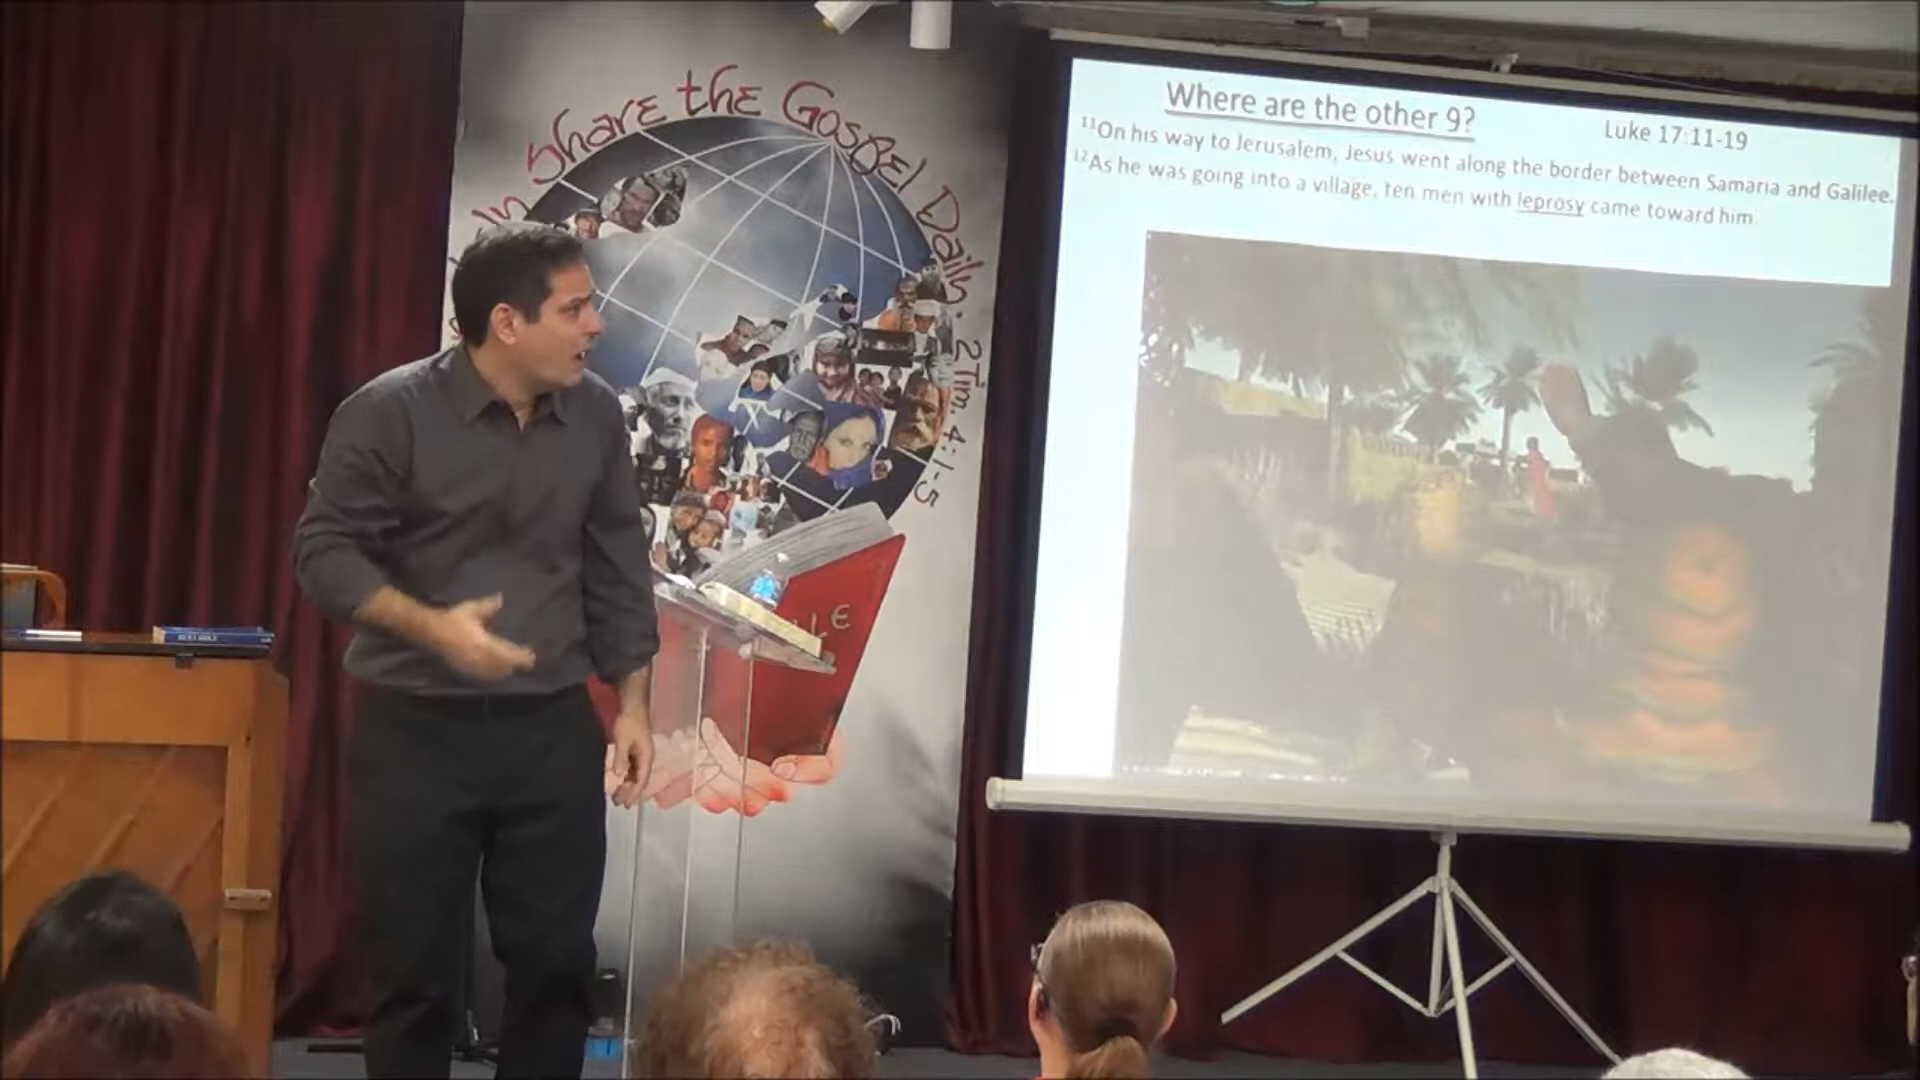 In Share the Gospel Daily: 2 Tim. 4:1-5
Where are the other 9?
Luke 17:11-19
11On his way to Jerusalem, Jesus went along the border between Samaria and Galilee.
12As he was going into a village, ten men with leprosy came toward him.
LE